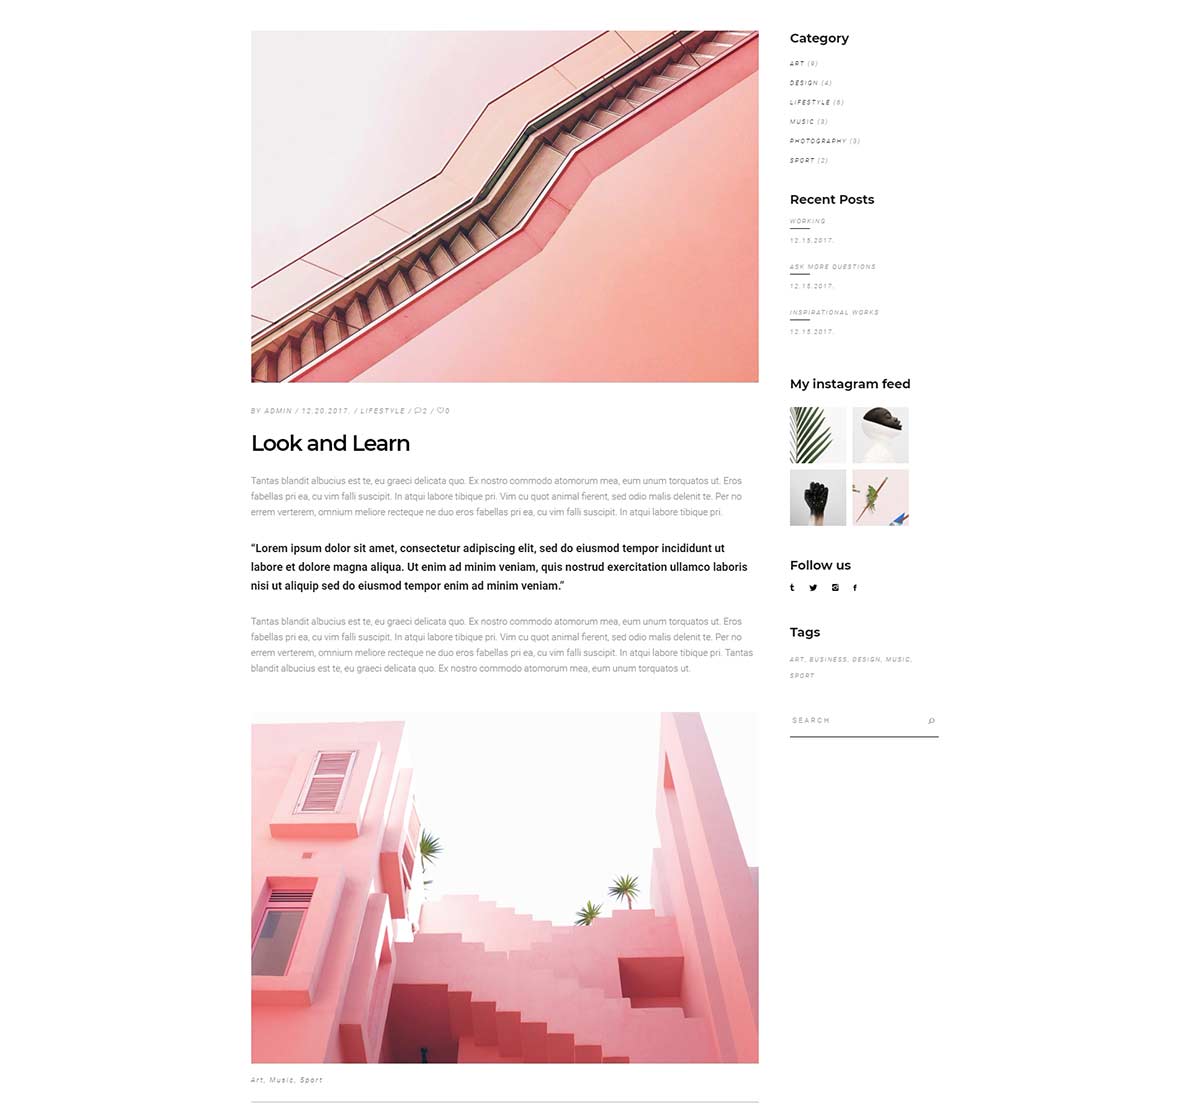 BY ADMIN / 12.20.2017. / LIFESTYLE / 2 / 0
Look and Learn
Tantas blandit albucius est te, eu graeci delicata quo. Ex nostro commodo atomorum mea, eum unum torquatos ut. Eros
fabellas pri ea, cu vim falli suscipit. In atqui labore tibique pri. Vim cu quot animal fierent, sed odio malis delenit te. Per no
errem verterem, omnium meliore recteque ne duo eros fabellas pri ea, cu vim falli suscipit. In atqui labore tibique pri.
“Lorem ipsum dolor sit amet, consectetur adipiscing elit, sed do eiusmod tempor incididunt ut
labore et dolore magna aliqua. Ut enim ad minim veniam, quis nostrud exercitation ullamco laboris
nisi ut aliquip sed do eiusmod tempor enim ad minim veniam.”
Tantas blandit albucius est te, eu graeci delicata quo. Ex nostro commodo atomorum mea, eum unum torquatos ut. Eros
fabellas pri ea, cu vim falli suscipit. In atqui labore tibique pri. Vim cu quot animal fierent, sed odio malis delenit te. Per no
errem verterem, omnium meliore recteque ne duo eros fabellas pri ea, cu vim falli suscipit. In atqui labore tibique pri. Tantas
blandit albucius est te, eu graeci delicata quo. Ex nostro commodo atomorum mea, eum unum torquatos ut.
Art, Music, Sport
Category
ART (9)
DESIGN (4)
LIFESTYLE (6)
MUSIC (3)
PHOTOGRAPHY (3)
SPORT (2)
Recent Posts
WORKING
12.15.2017.
ASK MORE QUESTIONS
12.15.2017.
INSPIRATIONAL WORKS
12.15.2017.
My instagram feed
Follow us
Tags
ART, BUSINESS, DESIGN, MUSIC,
SPORT
SEARCH